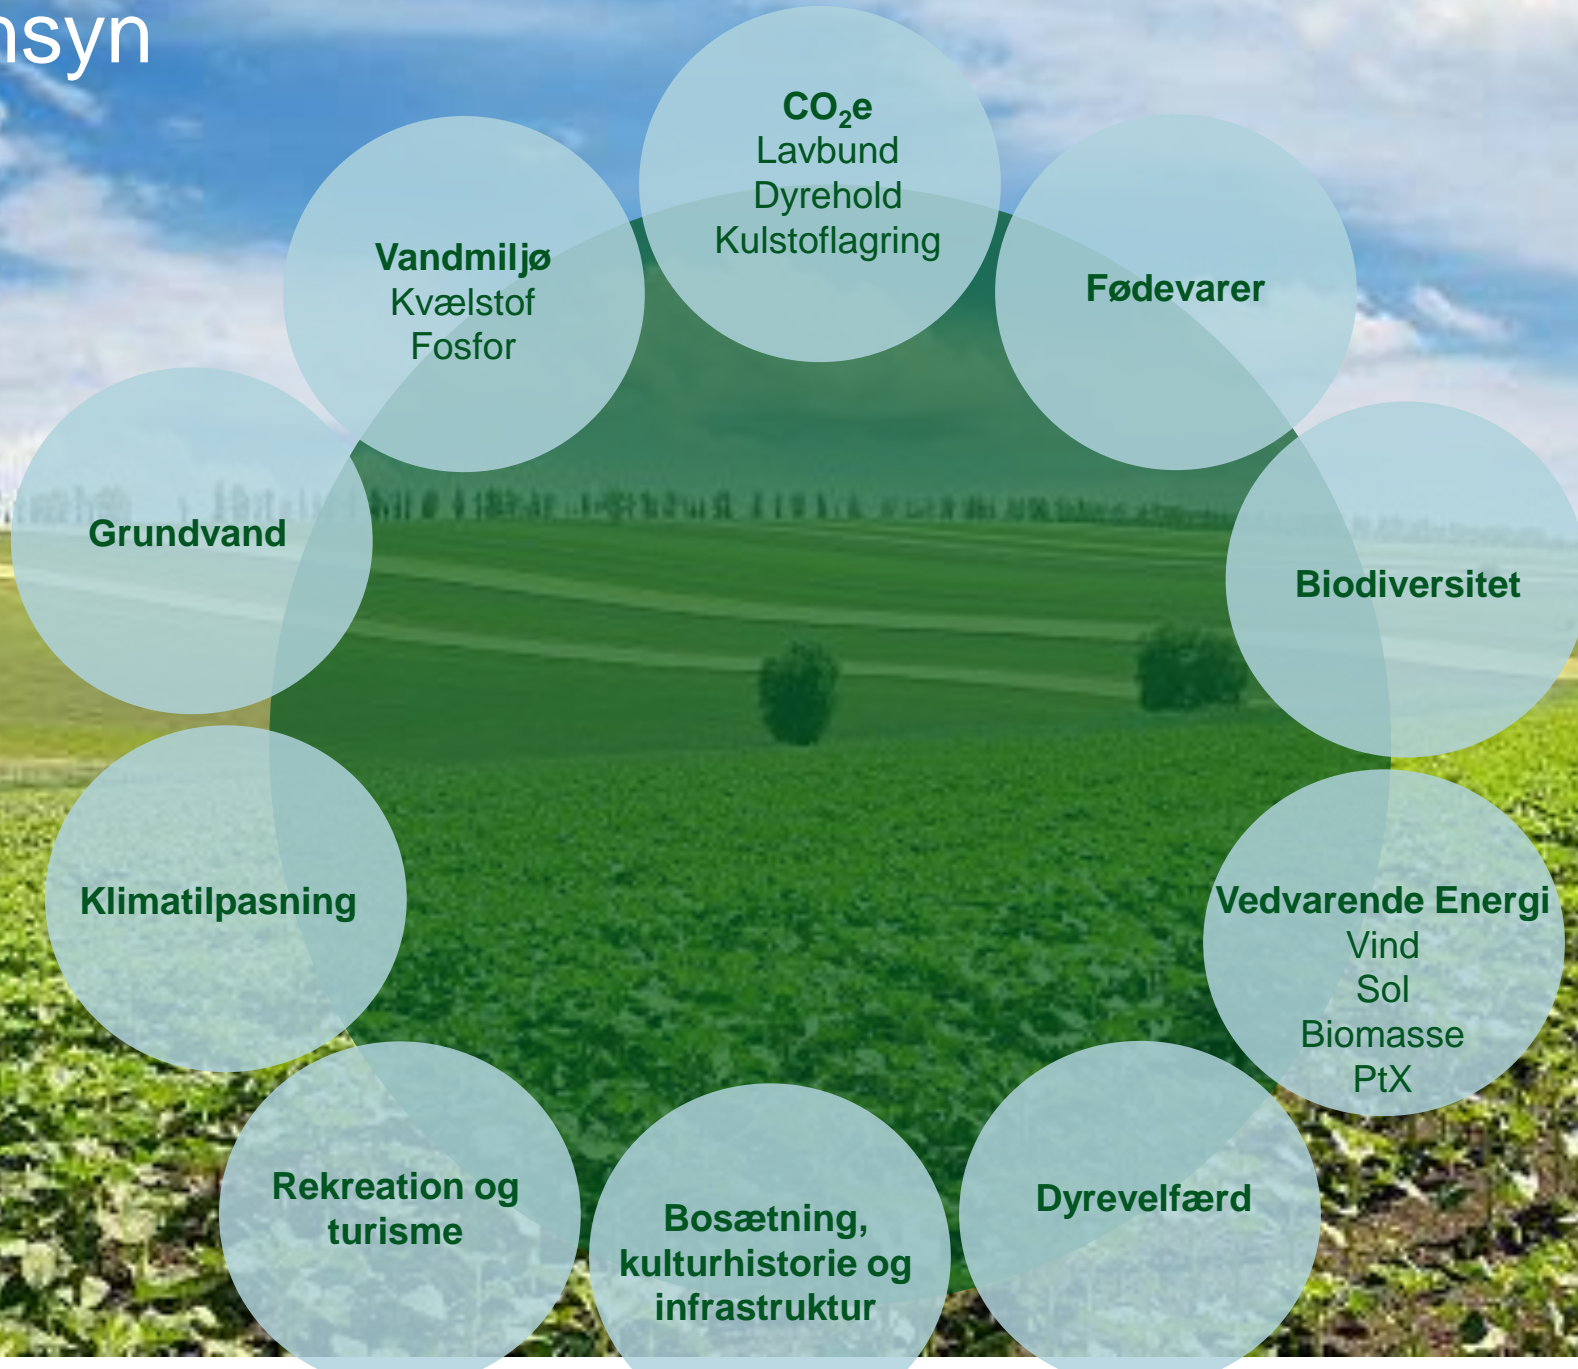 nsyn
CO₂e
Lavbund
Dyrehold
Kulstoflagring
Fødevarer
Biodiversitet
Vedvarende Energi
Vind
Sol
Biomasse
PtX
Dyrevelfærd
Bosætning,
kulturhistorie og
infrastruktur
Rekreation og
turisme
Klimatilpasning
Grundvand
Vandmiljø
Kvælstof
Fosfor